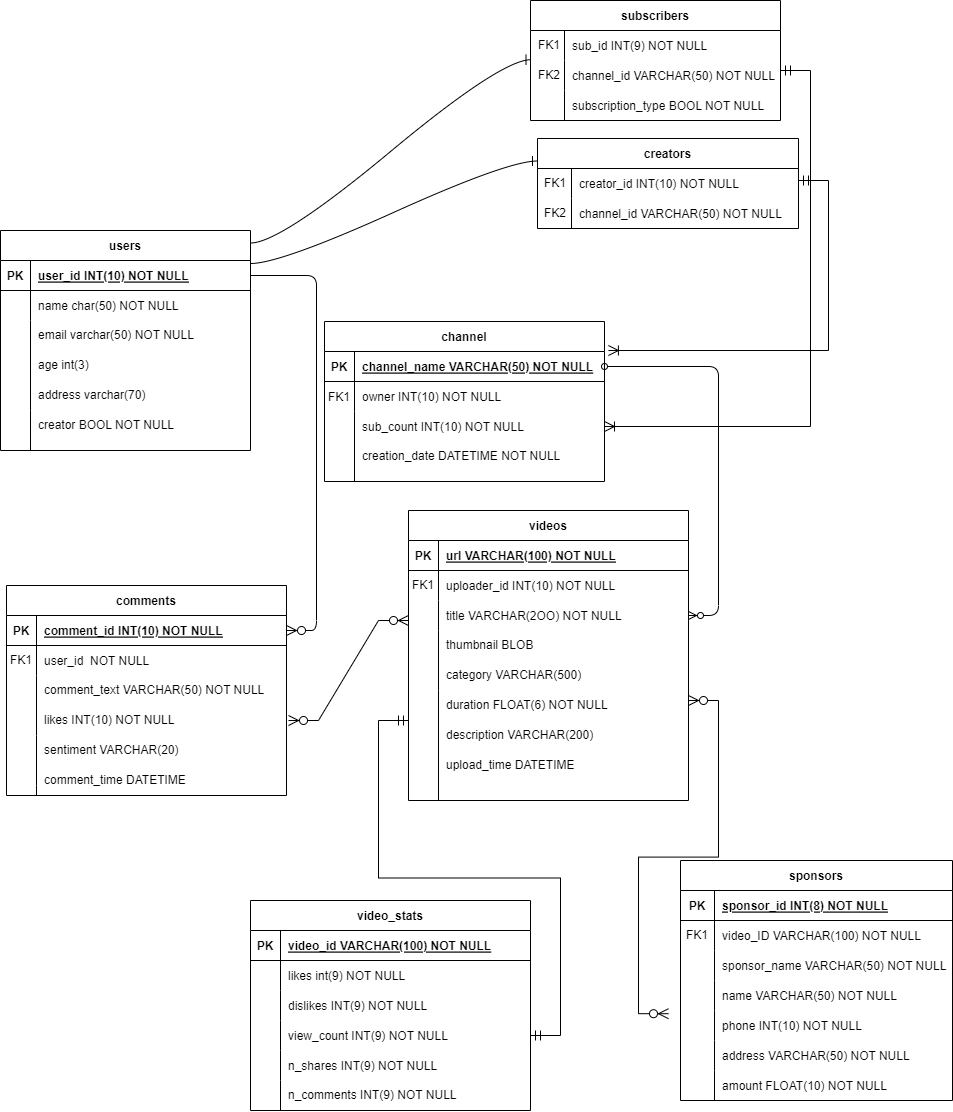 subscribers
FK1 sub_id INT(9) NOT NULL
FK2 channel_id VARCHAR(50) NOT NULL
subscription_type BOOL NOT NULL
creators
FK1 creator_id INT(10) NOT NULL
FK2 channel_id VARCHAR(50) NOT NULL
users
PK user_id INT(10) NOT NULL
name char(50) NOT NULL
email varchar(50) NOT NULL
age int(3)
address varchar(70)
creator BOOL NOT NULL
channel
PK channel_name VARCHAR(50) NOT NULL
FK1 owner INT(10) NOT NULL
sub_count INT(10) NOT NULL
creation_date DATETIME NOT NULL
videos
PK url VARCHAR(100) NOT NULL
FK1 uploader_id INT(10) NOT NULL
title VARCHAR(2OO) NOT NULL
thumbnail BLOB
category VARCHAR(500)
duration FLOAT(6) NOT NULL
description VARCHAR(200)
upload_time DATETIME
comments
PK comment_id INT(10) NOT NULL
FK1 user_id  NOT NULL
comment_text VARCHAR(50) NOT NULL
likes INT(10) NOT NULL
sentiment VARCHAR(20)
comment_time DATETIME
sponsors
PK sponsor_id INT(8) NOT NULL
FK1 video_ID VARCHAR(100) NOT NULL
sponsor_name VARCHAR(50) NOT NULL
name VARCHAR(50) NOT NULL
phone INT(10) NOT NULL
address VARCHAR(50) NOT NULL
amount FLOAT(10) NOT NULL
video_stats
PK video_id VARCHAR(100) NOT NULL
likes int(9) NOT NULL
dislikes INT(9) NOT NULL
view_count INT(9) NOT NULL
n_shares INT(9) NOT NULL
n_comments INT(9) NOT NULL